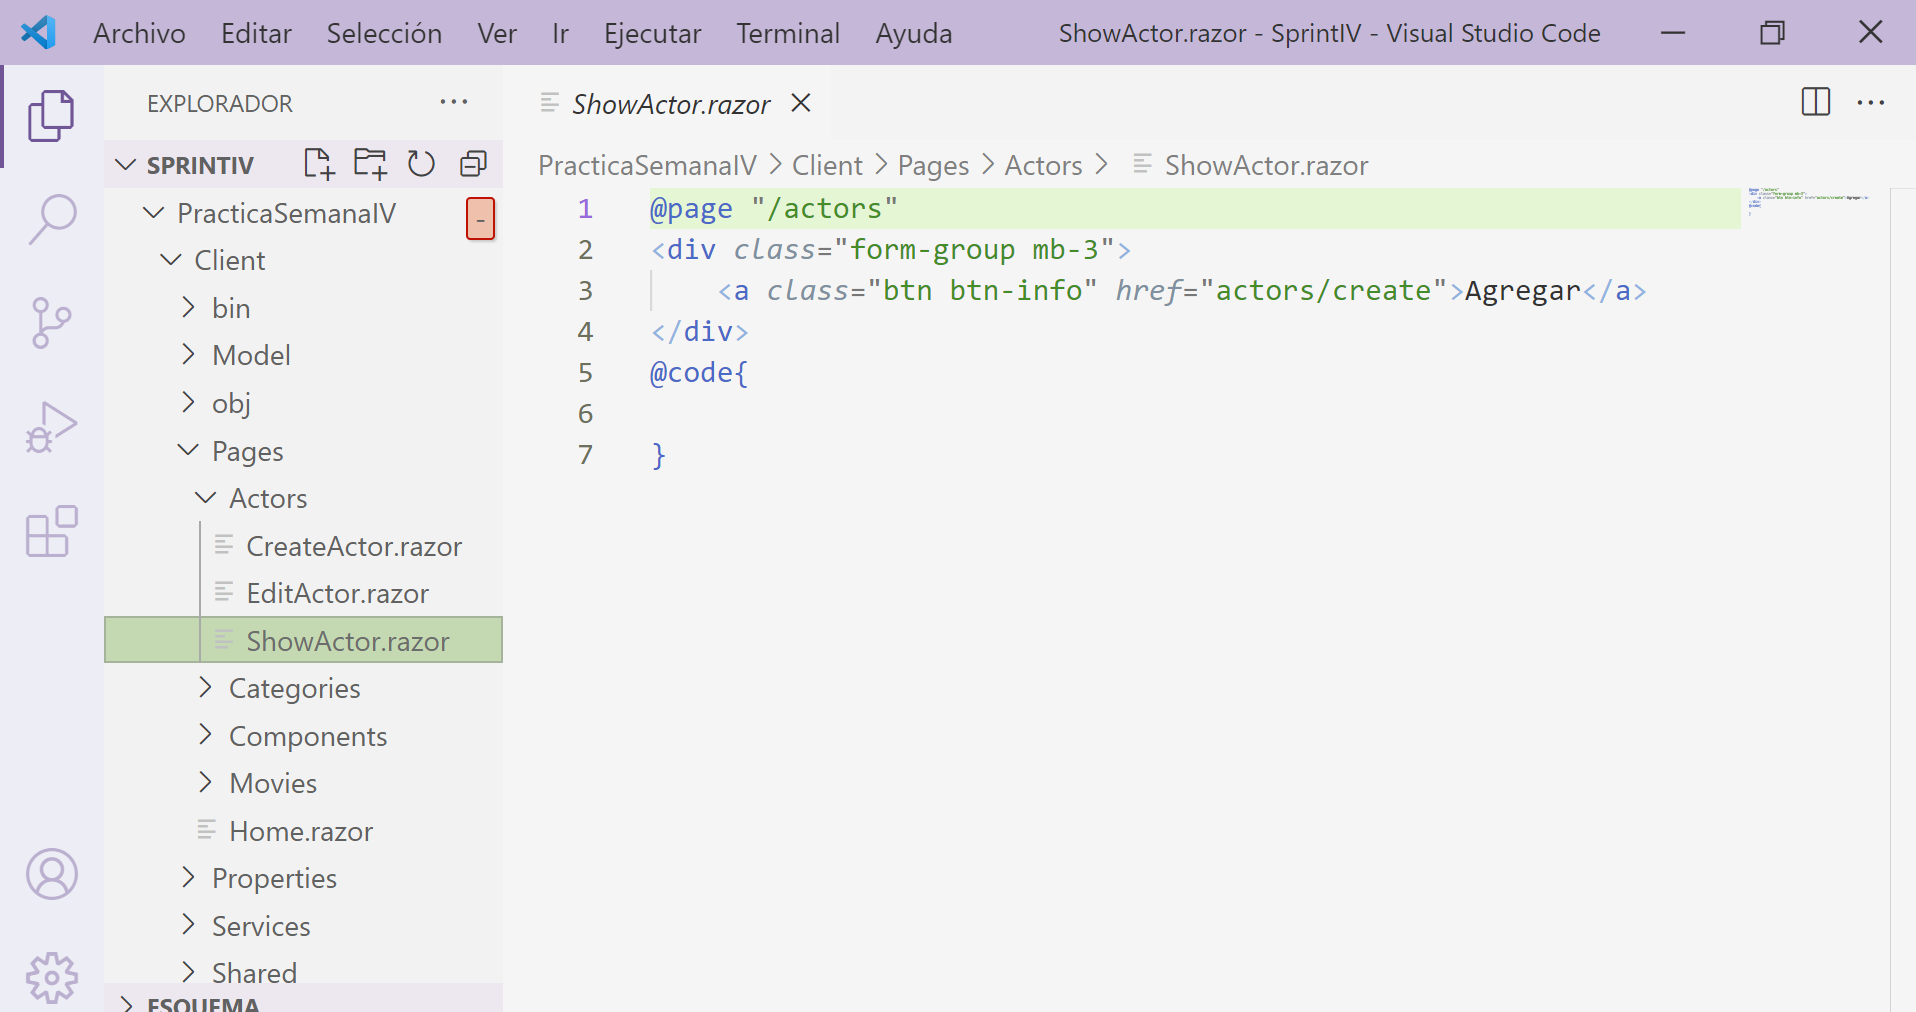 Archivo Editar Selección Ver Ir Ejecutar Terminal Ayuda ShowActor.razor - SprintIV - Visual Studio Code
EXPLORADOR
SPRINTIV
PracticaSemanaIV
Client
bin
Model
obj
Pages
Actors
CreateActor.razor
EditActor.razor
ShowActor.razor
Categories
Components
Movies
Home.razor
Properties
Services
Shared
ESQUEMA
ShowActor.razor
PracticaSemanaIV > Client > Pages > Actors > ShowActor.razor
1 @page "/actors"
2 <div class="form-group mb-3">
3 <a class="btn btn-info" href="actors/create">Agregar</a>
4 </div>
5 @code{
6
7 }